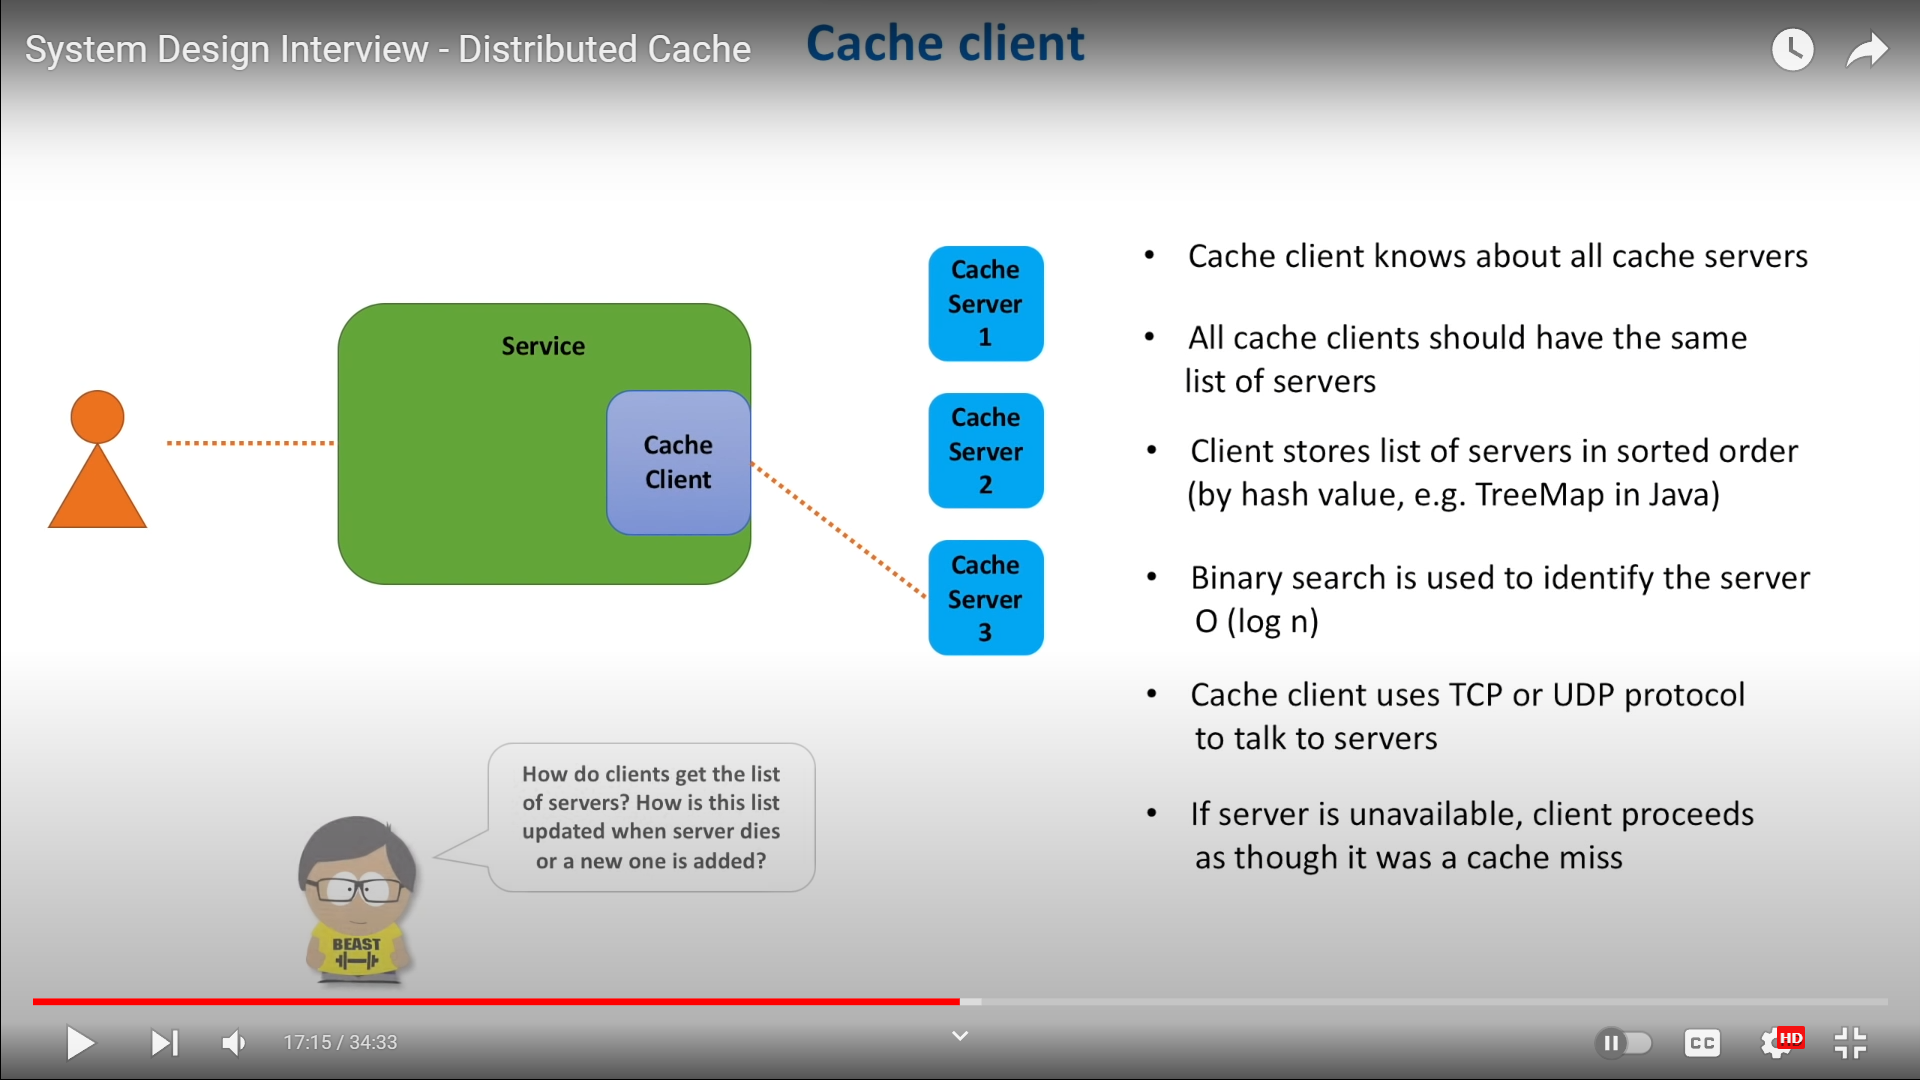 System Design Interview - Distributed Cache
Cache client
Service
Cache
Client
Cache
Server
1
Cache
Server
2
Cache
Server
3
• Cache client knows about all cache servers
• All cache clients should have the same
list of servers
• Client stores list of servers in sorted order
(by hash value, e.g. TreeMap in Java)
• Binary search is used to identify the server
O (log n)
• Cache client uses TCP or UDP protocol
to talk to servers
• If server is unavailable, client proceeds
as though it was a cache miss
How do clients get the list
of servers? How is this list
updated when server dies
or a new one is added?
BEAST
17:15 / 34:33
CC
HD